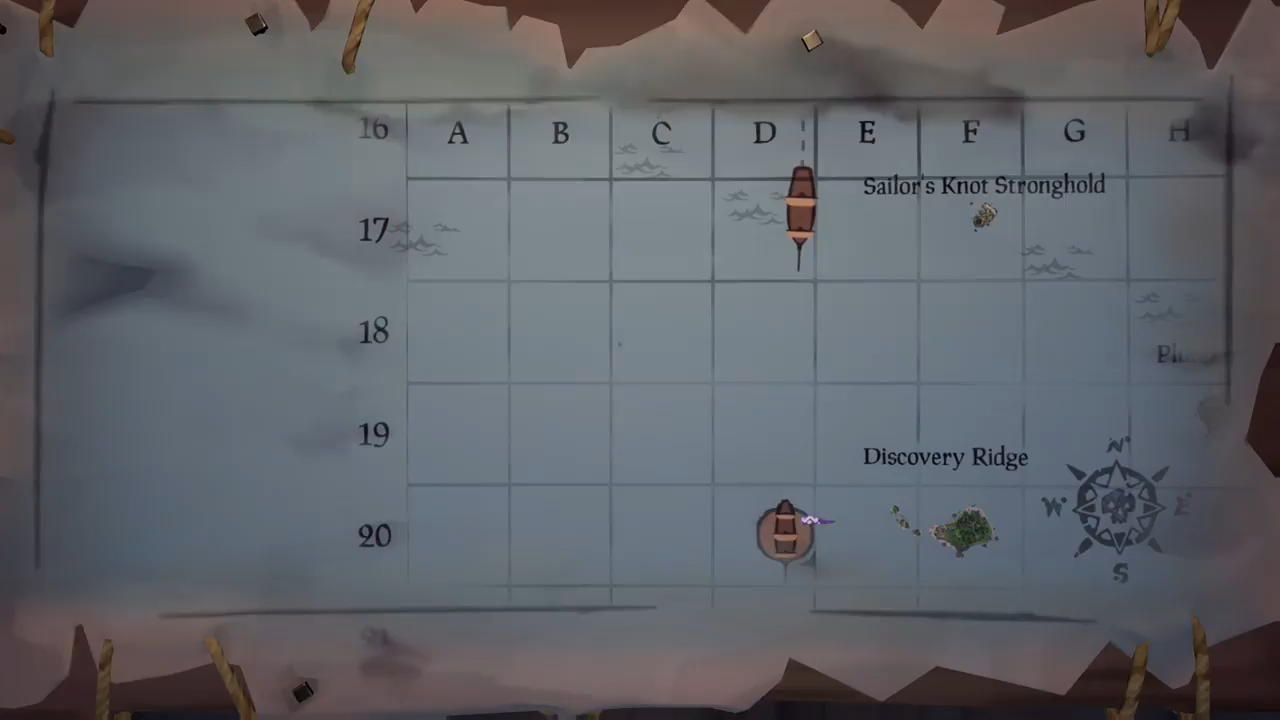 16 A B C D E F G H
Sailor's Knot Stronghold
17
18
19
Discovery Ridge
N
W E
20
S